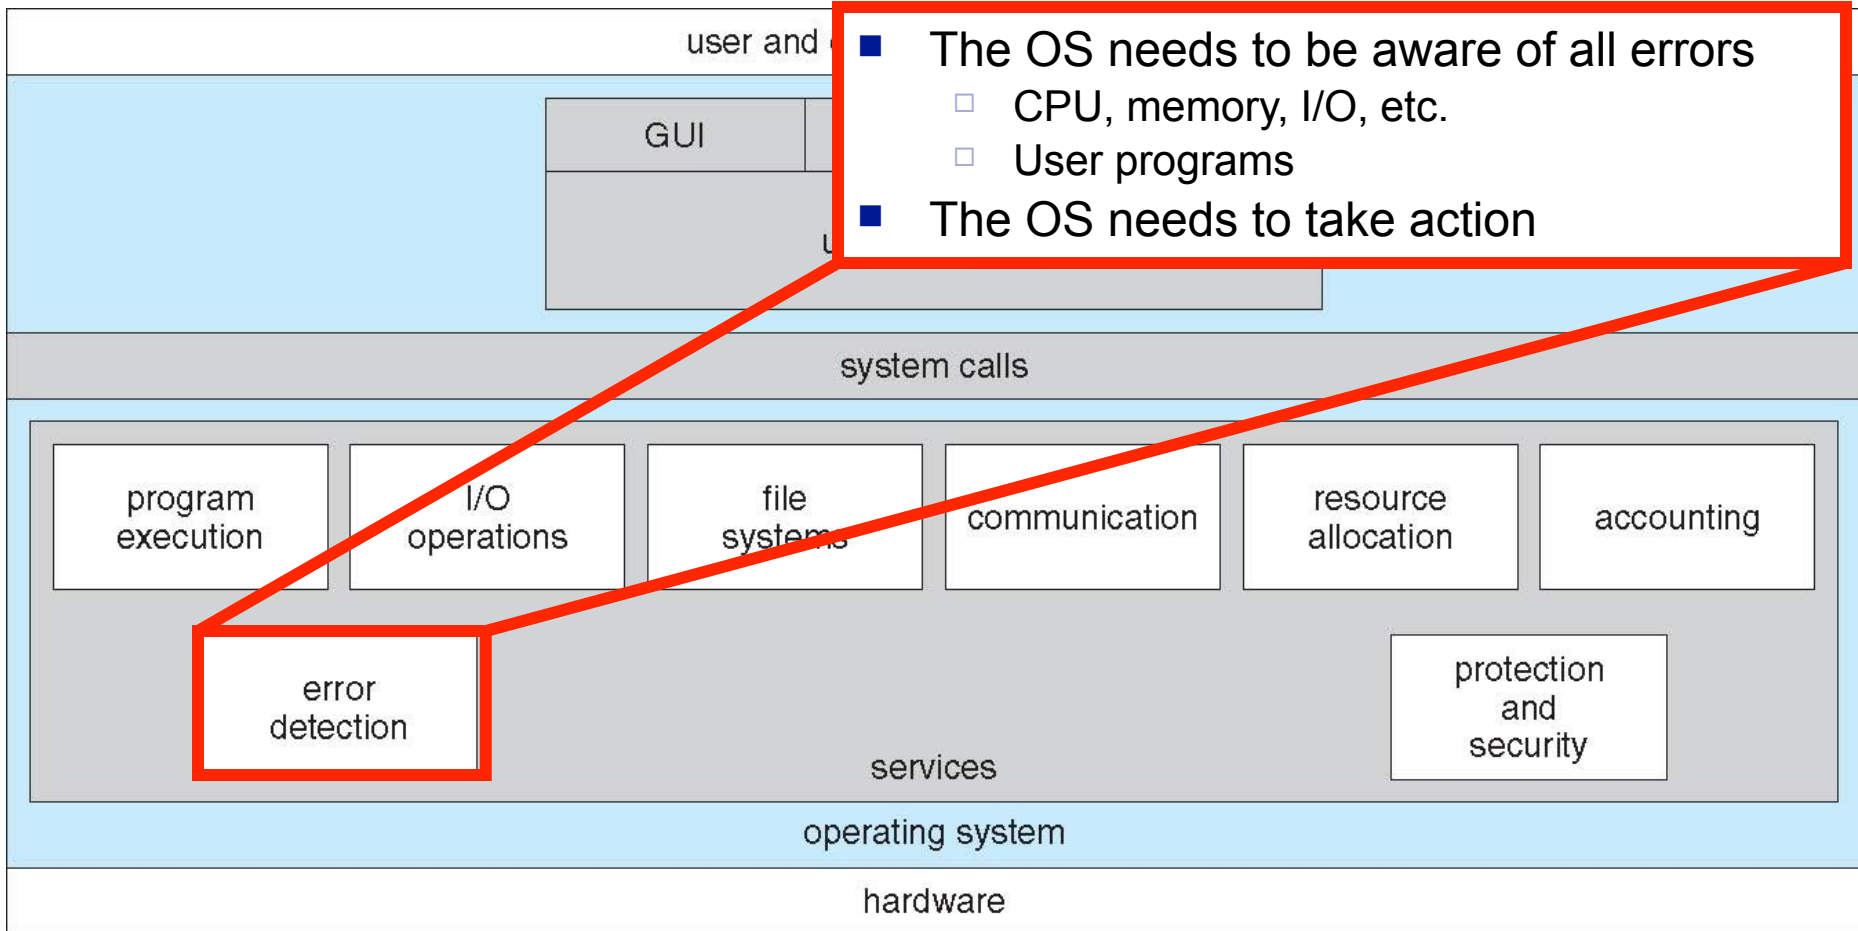 user and
The OS needs to be aware of all errors
CPU, memory, I/O, etc.
User programs
The OS needs to take action
GUI
system calls
program
execution
I/O
operations
file
systems
communication
resource
allocation
accounting
error
detection
protection
and
security
services
operating system
hardware